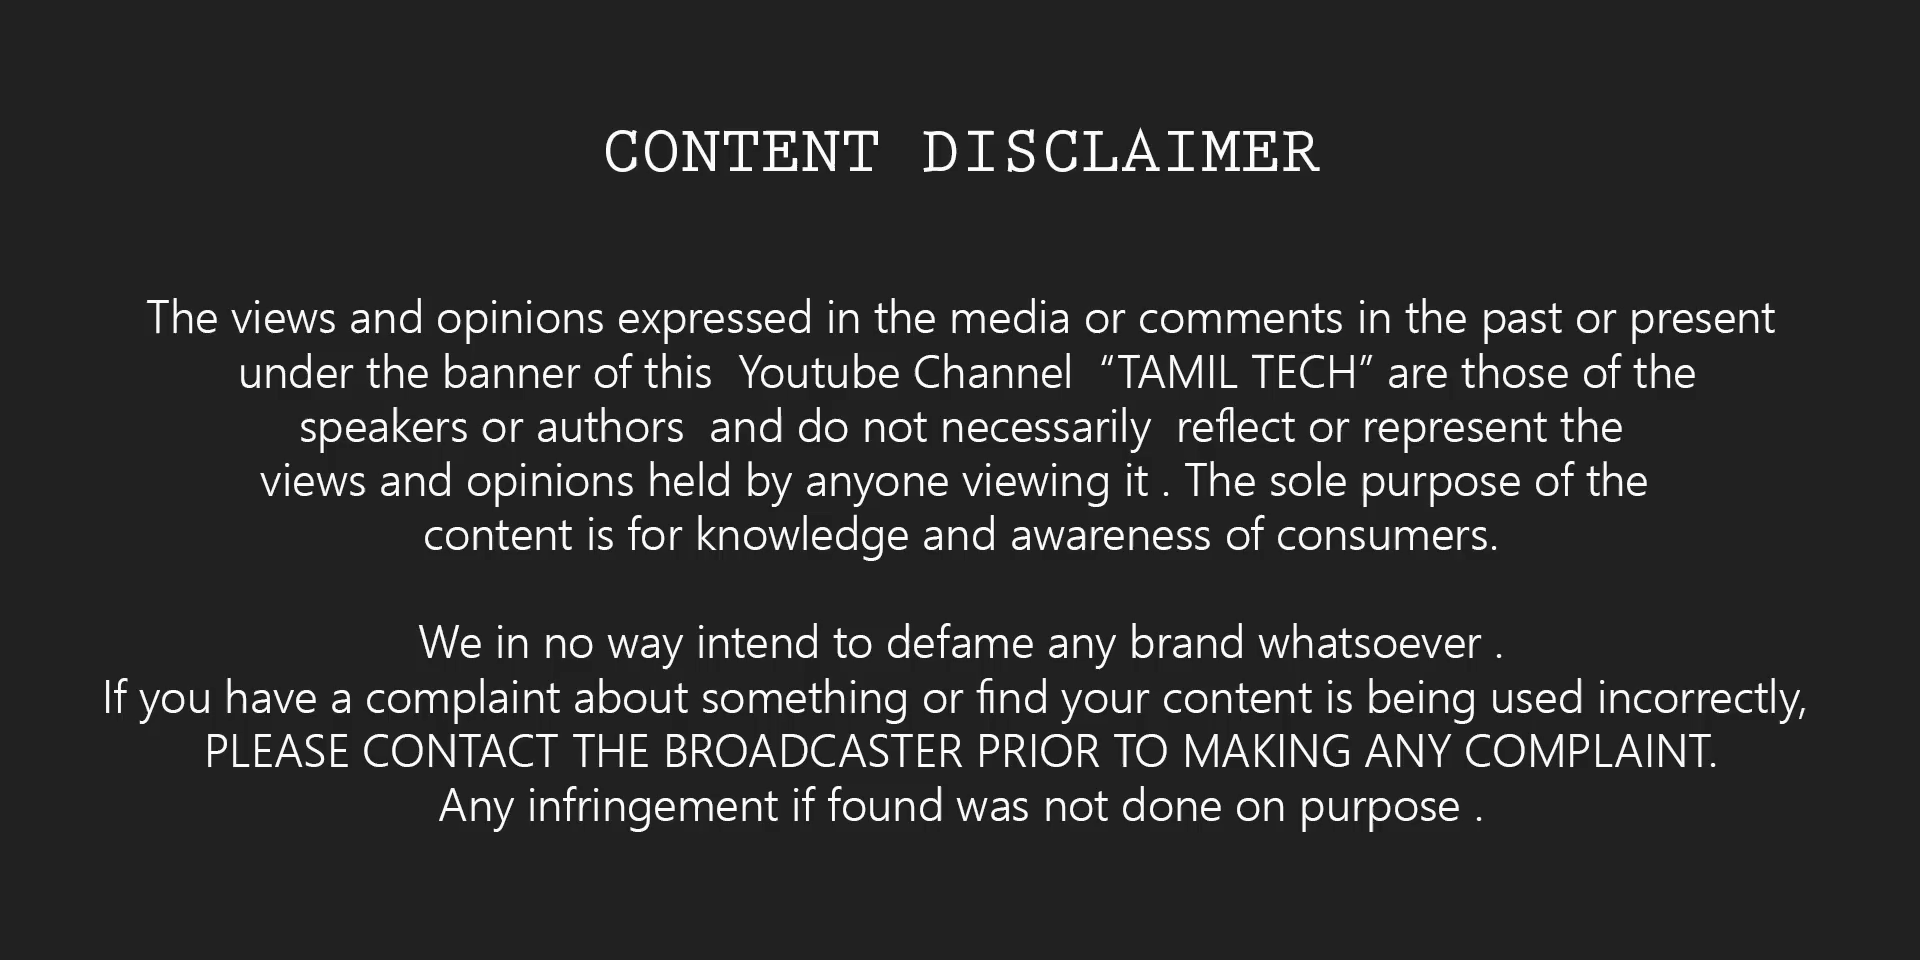 CONTENT DISCLAIMER
The views and opinions expressed in the media or comments in the past or present
under the banner of this  Youtube Channel  “TAMIL TECH” are those of the
speakers or authors  and do not necessarily  reflect or represent the
views and opinions held by anyone viewing it . The sole purpose of the
content is for knowledge and awareness of consumers.
We in no way intend to defame any brand whatsoever .
If you have a complaint about something or find your content is being used incorrectly,
PLEASE CONTACT THE BROADCASTER PRIOR TO MAKING ANY COMPLAINT.
Any infringement if found was not done on purpose .